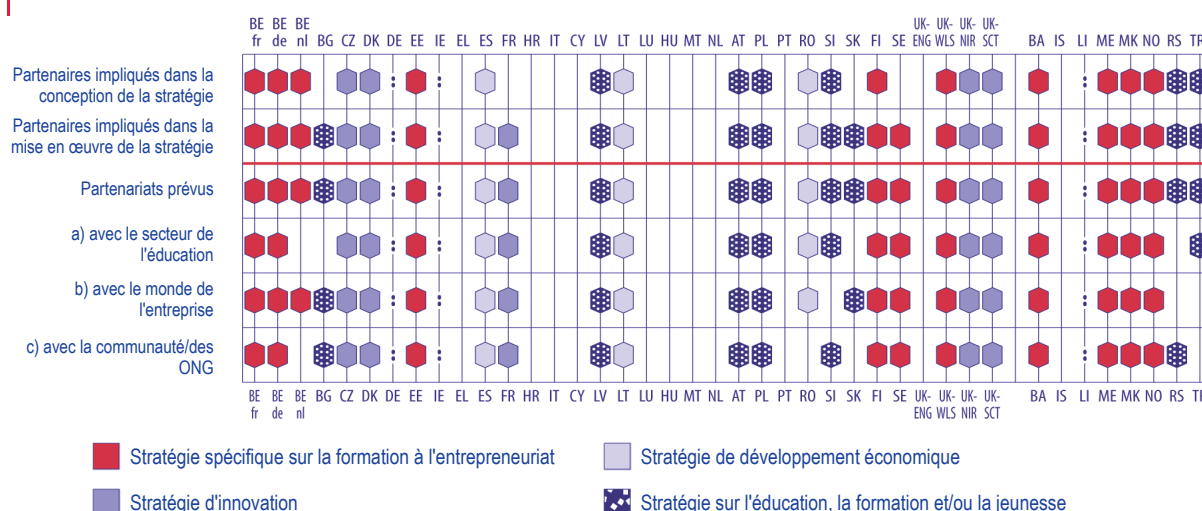 BE BE BE UK- UK- UK- UK-
fr de nl BG CZ DK DE EE IE EL ES FR HR IT CY LV LT LU HU MT NL AT PL PT RO SI SK FI SE ENG WLS NIR SCT BA IS LI ME MK NO RS TR
Partenaires impliqués dans la
conception de la stratégie
Partenaires impliqués dans la
mise en œuvre de la stratégie
Partenariats prévus
a) avec le secteur de
l'éducation
b) avec le monde de
l'entreprise
c) avec la communauté/des
ONG
BE BE BE BG CZ DK DE EE IE EL ES FR HR IT CY LV LT LU HU MT NL AT PL PT RO SI SK FI SE UK- UK- UK- UK- BA IS LI ME MK NO RS TR
fr de nl ENG WLS NIR SCT
Stratégie spécifique sur la formation à l'entrepreneuriat Stratégie de développement économique
Stratégie d'innovation Stratégie sur l'éducation, la formation et/ou la jeunesse